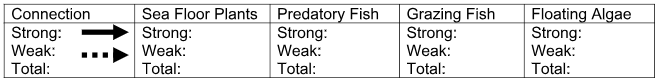 Connection Sea Floor Plants Predatory Fish Grazing Fish Floating Algae
Strong: Strong: Strong: Strong: Strong:
Weak: Weak: Weak: Weak: Weak:
Total: Total: Total: Total: Total: